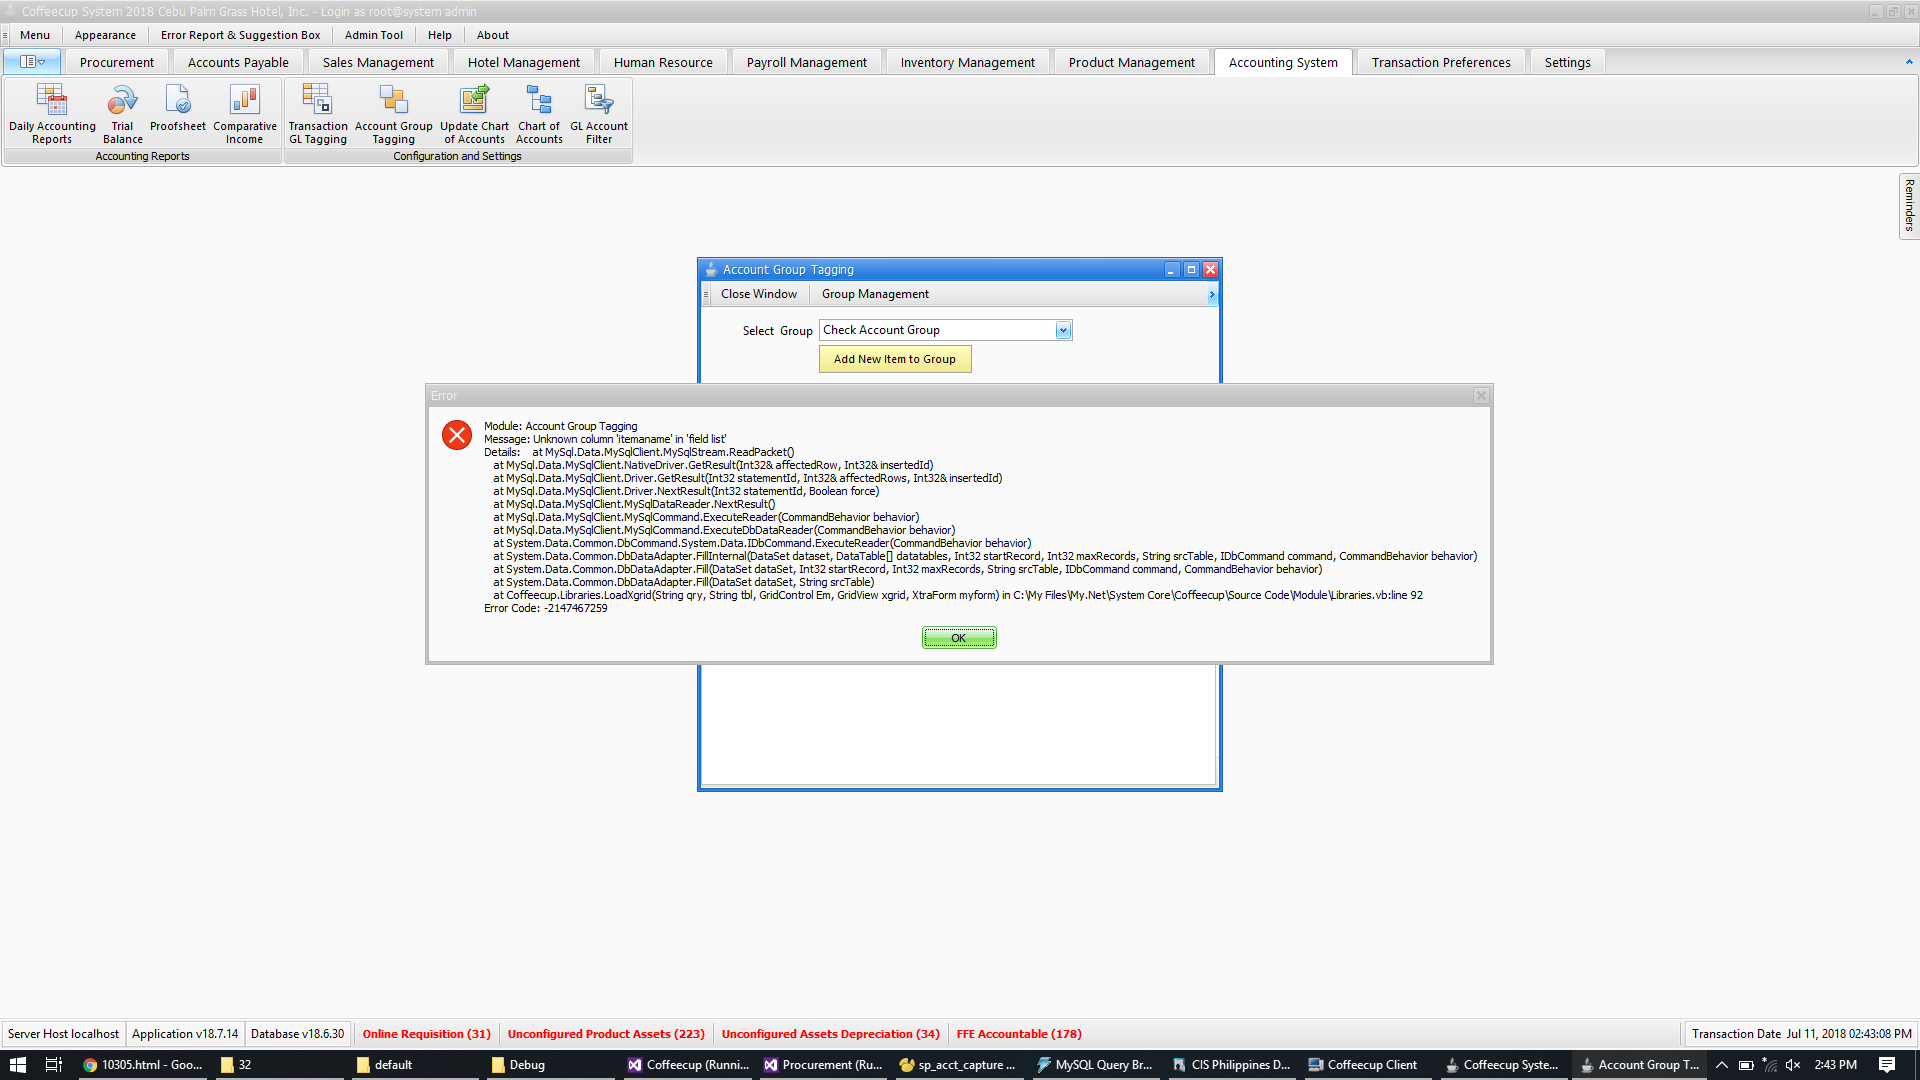 Coffeecup System 2018 Cebu Palm Grass Hotel, Inc. - Login as root@system admin
Menu Appearance Error Report & Suggestion Box Admin Tool Help About
Procurement Accounts Payable Sales Management Hotel Management Human Resource Payroll Management Inventory Management Product Management Accounting System Transaction Preferences Settings
Daily Accounting Trial Proofsheet Comparative Transaction Account Group Update Chart Chart of GL Account
Reports Balance Income GL Tagging Tagging of Accounts Accounts Filter
Accounting Reports Configuration and Settings
Reminders
Account Group Tagging
Close Window Group Management
Select Group Check Account Group
Add New Item to Group
Error
Module: Account Group Tagging
Message: Unknown column 'itemaname' in 'field list'
Details: at MySql.Data.MySqlClient.MySqlStream.ReadPacket()
at MySql.Data.MySqlClient.NativeDriver.GetResult(Int32& affectedRow, Int32& insertedId)
at MySql.Data.MySqlClient.Driver.GetResult(Int32 statementId, Int32& affectedRows, Int32& insertedId)
at MySql.Data.MySqlClient.Driver.NextResult(Int32 statementId, Boolean force)
at MySql.Data.MySqlClient.MySqlDataReader.NextResult()
at MySql.Data.MySqlClient.MySqlCommand.ExecuteReader(CommandBehavior behavior)
at MySql.Data.MySqlClient.MySqlCommand.ExecuteDbDataReader(CommandBehavior behavior)
at System.Data.Common.DbCommand.System.Data.IDbCommand.ExecuteReader(CommandBehavior behavior)
at System.Data.Common.DbDataAdapter.FillInternal(DataSet dataset, DataTable[] datatables, Int32 startRecord, Int32 maxRecords, String srcTable, IDbCommand command, CommandBehavior behavior)
at System.Data.Common.DbDataAdapter.Fill(DataSet dataSet, Int32 startRecord, Int32 maxRecords, String srcTable, IDbCommand command, CommandBehavior behavior)
at System.Data.Common.DbDataAdapter.Fill(DataSet dataSet, String srcTable)
at Coffeecup.Libraries.LoadXgrid(String qry, String tbl, GridControl Em, GridView xgrid, XtraForm myform) in C:\My Files\My.Net\System Core\Coffeecup\Source Code\Module\Libraries.vb:line 92
Error Code: -2147467259
OK
Server Host localhost Application v18.7.14 Database v18.6.30 Online Requisition (31) Unconfigured Product Assets (223) Unconfigured Assets Depreciation (34) FFE Accountable (178) Transaction Date Jul 11, 2018 02:43:08 PM
10305.html - Goo... 32 default Debug Coffeecup (Runni... Procurement (Ru... sp_acct_capture ... MySQL Query Br... CIS Philippines D... Coffeecup Client Coffeecup Syste... Account Group T... 2:43 PM